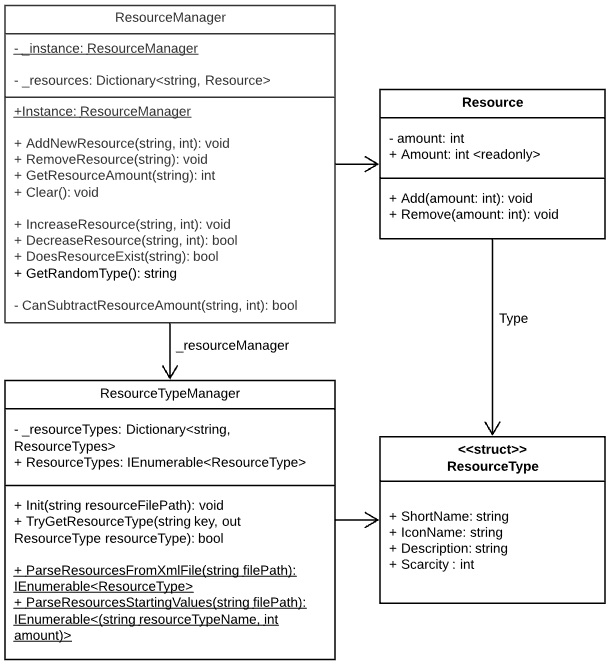 ResourceManager
- _instance: ResourceManager
- _resources: Dictionary<string, Resource>
+Instance: ResourceManager
+ AddNewResource(string, int): void
+ RemoveResource(string): void
+ GetResourceAmount(string): int
+ Clear(): void
+ IncreaseResource(string, int): void
+ DecreaseResource(string, int): bool
+ DoesResourceExist(string): bool
+ GetRandomType(): string
- CanSubtractResourceAmount(string, int): bool
Resource
- amount: int
+ Amount: int <readonly>
+ Add(amount: int): void
+ Remove(amount: int): void
Type
_resourceManager
ResourceTypeManager
- _resourceTypes: Dictionary<string,
ResourceTypes>
+ ResourceTypes: IEnumerable<ResourceType>
+ Init(string resourceFilePath): void
+ TryGetResourceType(string key, out
ResourceType resourceType): bool
+ ParseResourcesFromXmlFile(string filePath):
IEnumerable<ResourceType>
+ ParseResourcesStartingValues(string filePath):
IEnumerable<(string resourceTypeName, int
amount)>
<<struct>>
ResourceType
+ ShortName: string
+ IconName: string
+ Description: string
+ Scarcity : int